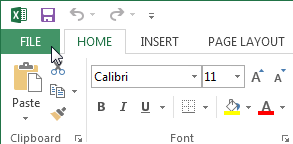 FILE HOME INSERT PAGE LAYOUT
Calibri 11 A A
Paste B I U A
Clipboard Font